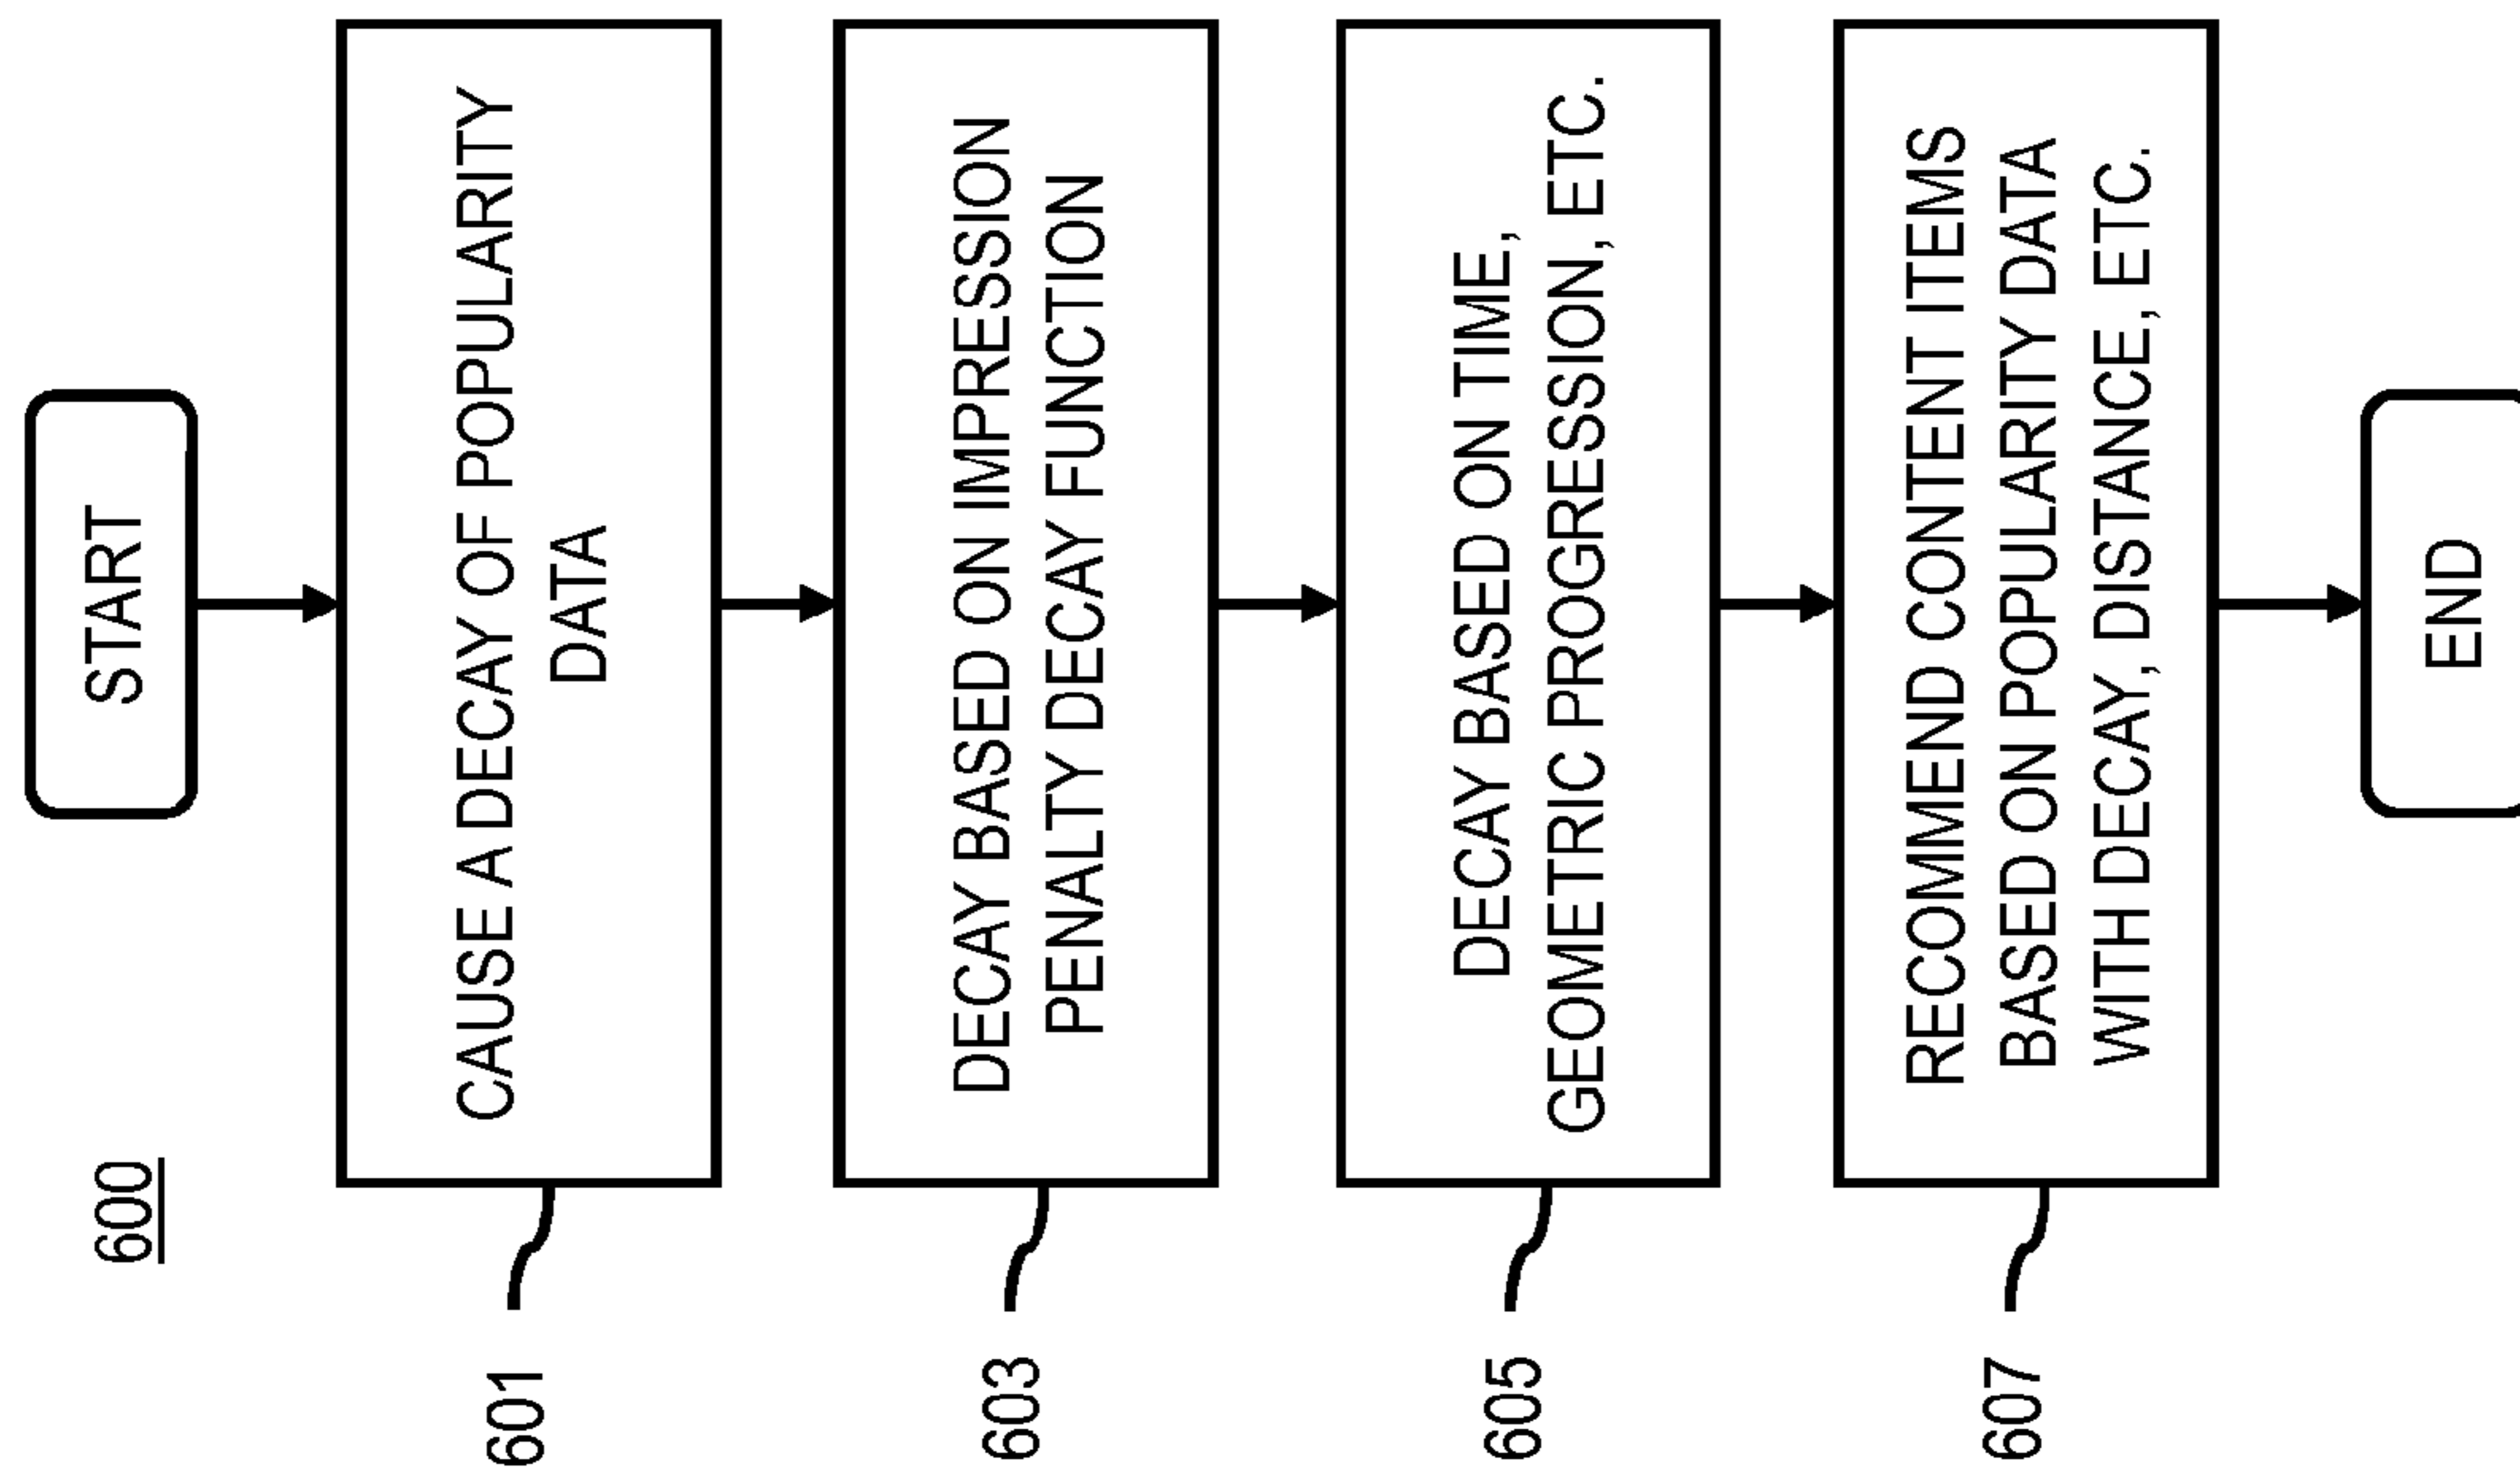 600
START
601
CAUSE A DECAY OF POPULARITY
DATA
603
DECAY BASED ON IMPRESSION
PENALTY DECAY FUNCTION
605
DECAY BASED ON TIME,
GEOMETRIC PROGRESSION, ETC.
607
RECOMMEND CONTENT ITEMS
BASED ON POPULARITY DATA
WITH DECAY, DISTANCE, ETC.
END